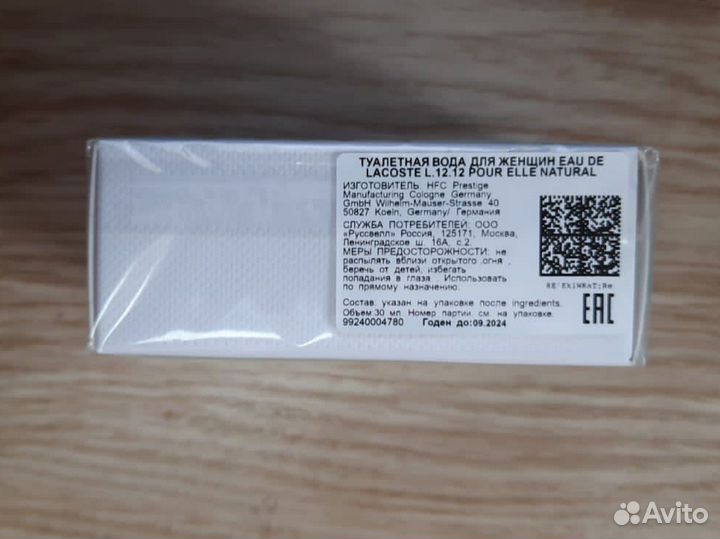 ТУАЛЕТНАЯ ВОДА ДЛЯ ЖЕНЩИН EAU DE
LACOSTE L.12.12 POUR ELLE NATURAL
ИЗГОТОВИТЕЛЬ: HFC Prestige
Manufacturing Cologne Germany
GmbH Wilhelm-Mauser-Strasse 40
50827 Koeln, Germany/ Германия
СЛУЖБА ПОТРЕБИТЕЛЕЙ: ООО
«Руссвелл» Россия, 125171, Москва,
Ленинградское ш. 16А, с.2.
МЕРЫ ПРЕДОСТОРОЖНОСТИ: не
распылять вблизи открытого огня ,
беречь от детей, избегать
попадания в глаза . Использовать
по прямому назначению.
Состав: указан на упаковке после ingredients.
Объем:30 мл. Номер партии: см. на упаковке.
99240004780 Годен до:09.2024
EAC
Avito